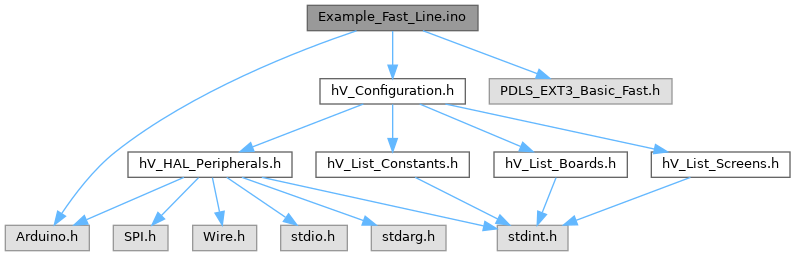 Example_Fast_Line.ino
hV_Configuration.h
PDLS_EXT3_Basic_Fast.h
hV_HAL_Peripherals.h
hV_List_Constants.h
hV_List_Boards.h
hV_List_Screens.h
Arduino.h
SPI.h
Wire.h
stdio.h
stdarg.h
stdint.h